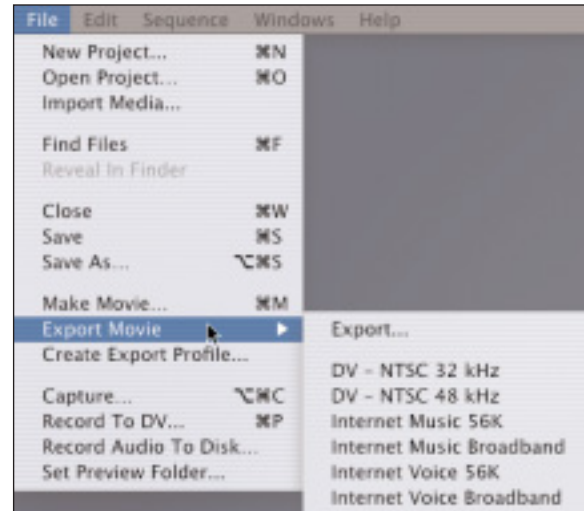 File Edit Sequence Windows Help
New Project... ⌘N
Open Project... ⌘O
Import Media...
Find Files ⌘F
Reveal In Finder
Close ⌘W
Save ⌘S
Save As... ⌥⌘S
Make Movie... ⌘M
Export Movie ▶
Create Export Profile...
Capture... ⌥⌘C
Record To DV... ⌘P
Record Audio To Disk...
Set Preview Folder...
Export...
DV - NTSC 32 kHz
DV - NTSC 48 kHz
Internet Music 56K
Internet Music Broadband
Internet Voice 56K
Internet Voice Broadband